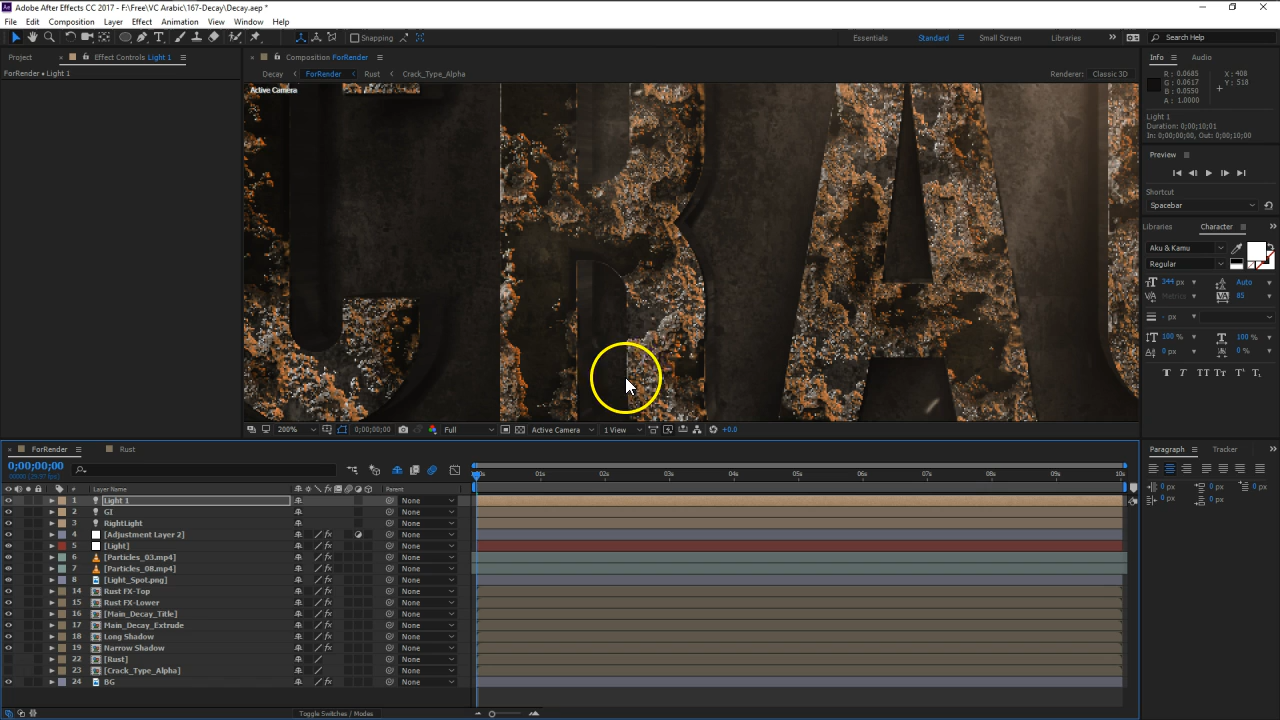 Adobe After Effects CC 2017 - F:\Free\VC Arabic\167-Decay\Decay.aep *
File Edit Composition Layer Effect Animation View Window Help
Snapping Essentials Standard Small Screen Libraries Search Help
Project Effect Controls Light 1 Composition ForRender Info Audio
ForRender • Light 1 Decay ForRender Rust Crack_Type_Alpha Renderer: Classic 3D
Active Camera
R : 0.0685 X : 408
G : 0.0617 Y : 518
B : 0.0550
A : 1.0000
Light 1
Duration: 0;00;10;01
In: 0;00;00;00, Out: 0;00;10;00
Preview
Shortcut
Spacebar
Libraries Character
Aku & Kamu
Regular
344 px Auto
Metrics 85
- px
100 % 100 %
0 px 0 %
T T TT Tt T¹ T₁
200% 0;00;00;00 Full Active Camera 1 View +0.0
ForRender Rust Paragraph Tracker
0;00;00;00
01s 02s 03s 04s 05s 06s 07s 08s 09s 10s
# Layer Name Parent
0 px 0 px 0 px
0 px 0 px
1 Light 1 None
2 GI None
3 RightLight None
4 [Adjustment Layer 2] None
5 [Light] None
6 [Particles_03.mp4] None
7 [Particles_08.mp4] None
8 [Light_Spot.png] None
14 Rust FX-Top None
15 Rust FX-Lower None
16 [Main_Decay_Title] None
17 Main_Decay_Extrude None
18 Long Shadow None
19 Narrow Shadow None
22 [Rust] None
23 [Crack_Type_Alpha] None
24 BG None
Toggle Switches / Modes